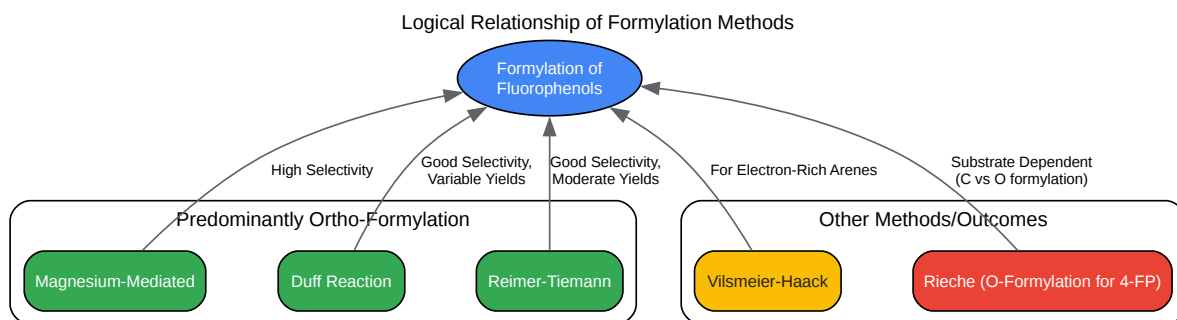 Logical Relationship of Formylation Methods
Formylation of
Fluorophenols
High Selectivity
Good Selectivity,
Variable Yields
Good Selectivity,
Moderate Yields
For Electron-Rich Arenes
Substrate Dependent
(C vs O formylation)
Predominantly Ortho-Formylation
Other Methods/Outcomes
Magnesium-Mediated
Duff Reaction
Reimer-Tiemann
Vilsmeier-Haack
Rieche (O-Formylation for 4-FP)